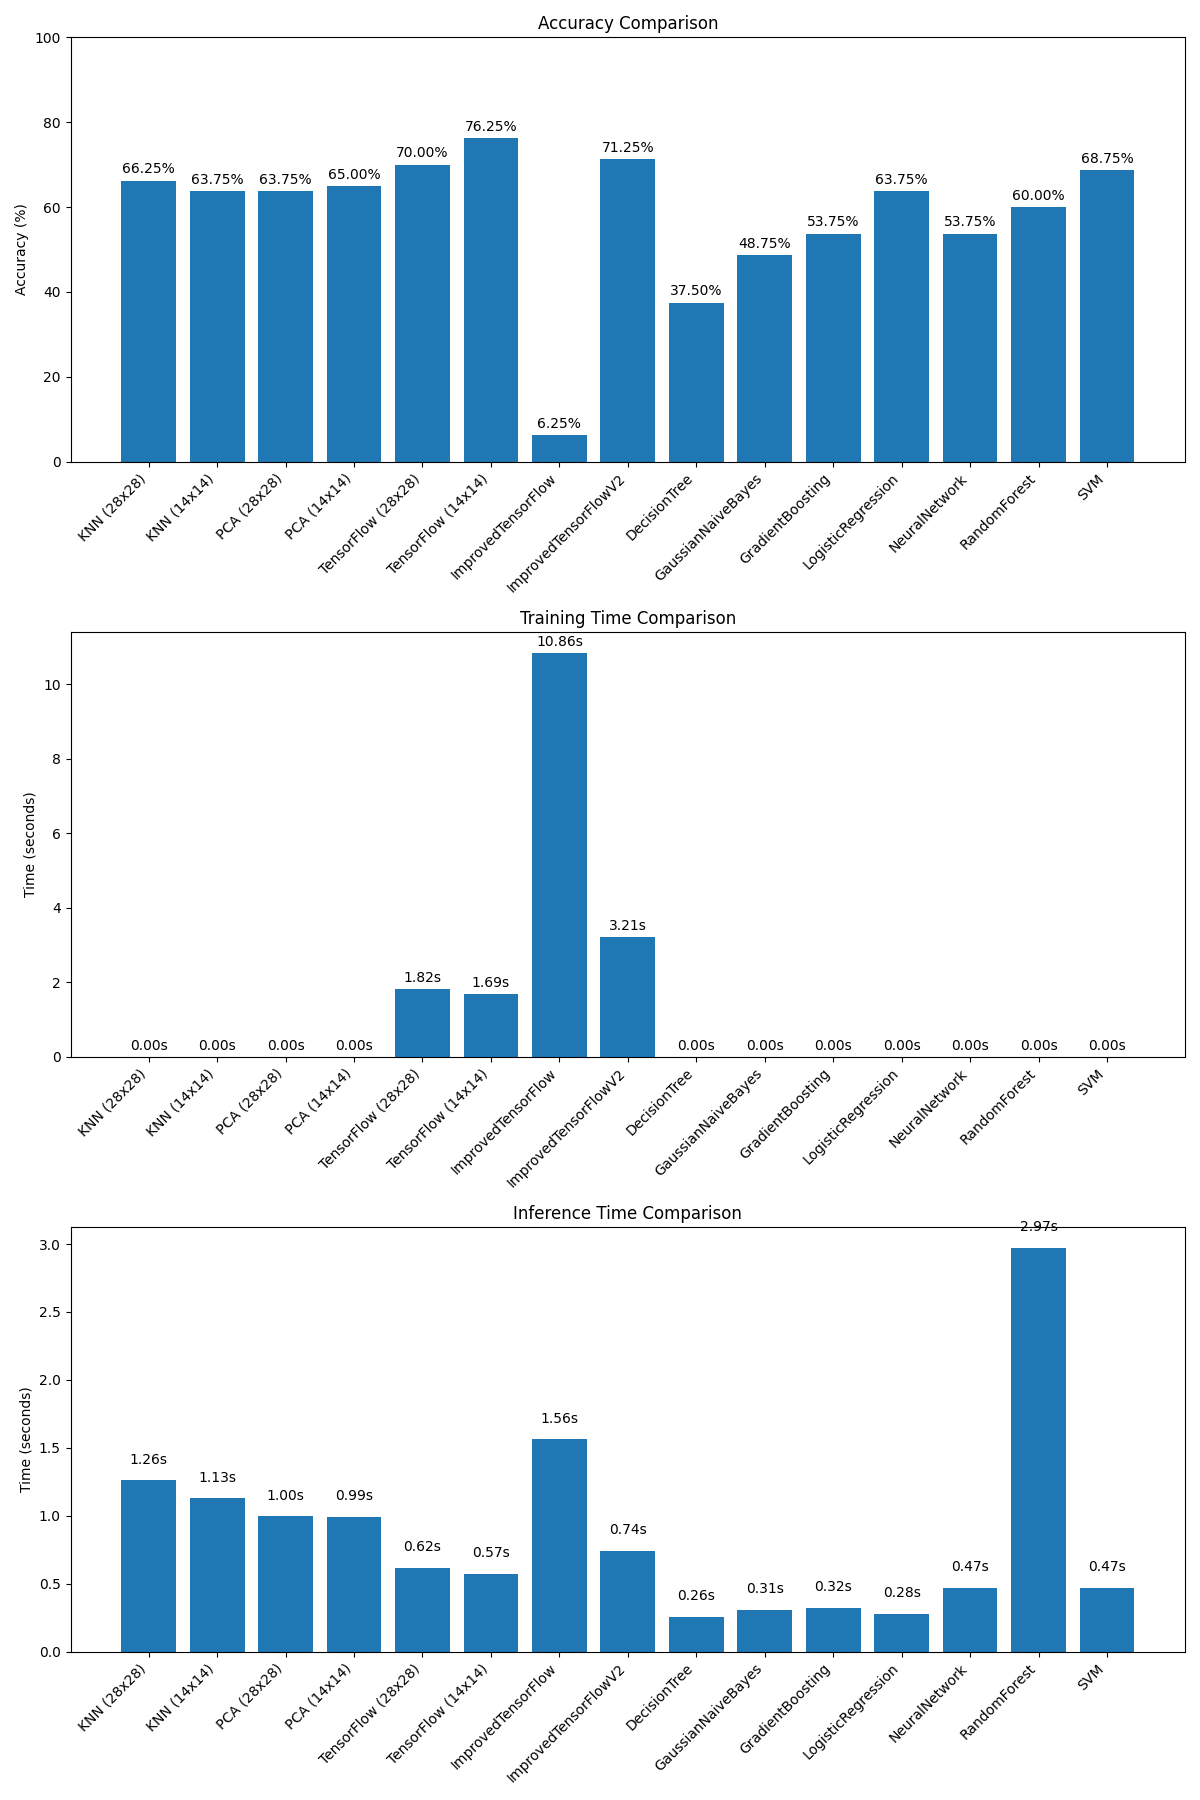 Accuracy Comparison
Accuracy (%)
100
80
60
40
20
0
66.25%
63.75%
63.75%
65.00%
70.00%
76.25%
6.25%
71.25%
37.50%
48.75%
53.75%
63.75%
53.75%
60.00%
68.75%
KNN (28x28)
KNN (14x14)
PCA (28x28)
PCA (14x14)
TensorFlow (28x28)
TensorFlow (14x14)
ImprovedTensorFlow
ImprovedTensorFlowV2
DecisionTree
GaussianNaiveBayes
GradientBoosting
LogisticRegression
NeuralNetwork
RandomForest
SVM
Training Time Comparison
Time (seconds)
10
8
6
4
2
0
0.00s
0.00s
0.00s
0.00s
1.82s
1.69s
10.86s
3.21s
0.00s
0.00s
0.00s
0.00s
0.00s
0.00s
0.00s
KNN (28x28)
KNN (14x14)
PCA (28x28)
PCA (14x14)
TensorFlow (28x28)
TensorFlow (14x14)
ImprovedTensorFlow
ImprovedTensorFlowV2
DecisionTree
GaussianNaiveBayes
GradientBoosting
LogisticRegression
NeuralNetwork
RandomForest
SVM
Inference Time Comparison
Time (seconds)
3.0
2.5
2.0
1.5
1.0
0.5
0.0
1.26s
1.13s
1.00s
0.99s
0.62s
0.57s
1.56s
0.74s
0.26s
0.31s
0.32s
0.28s
0.47s
2.97s
0.47s
KNN (28x28)
KNN (14x14)
PCA (28x28)
PCA (14x14)
TensorFlow (28x28)
TensorFlow (14x14)
ImprovedTensorFlow
ImprovedTensorFlowV2
DecisionTree
GaussianNaiveBayes
GradientBoosting
LogisticRegression
NeuralNetwork
RandomForest
SVM